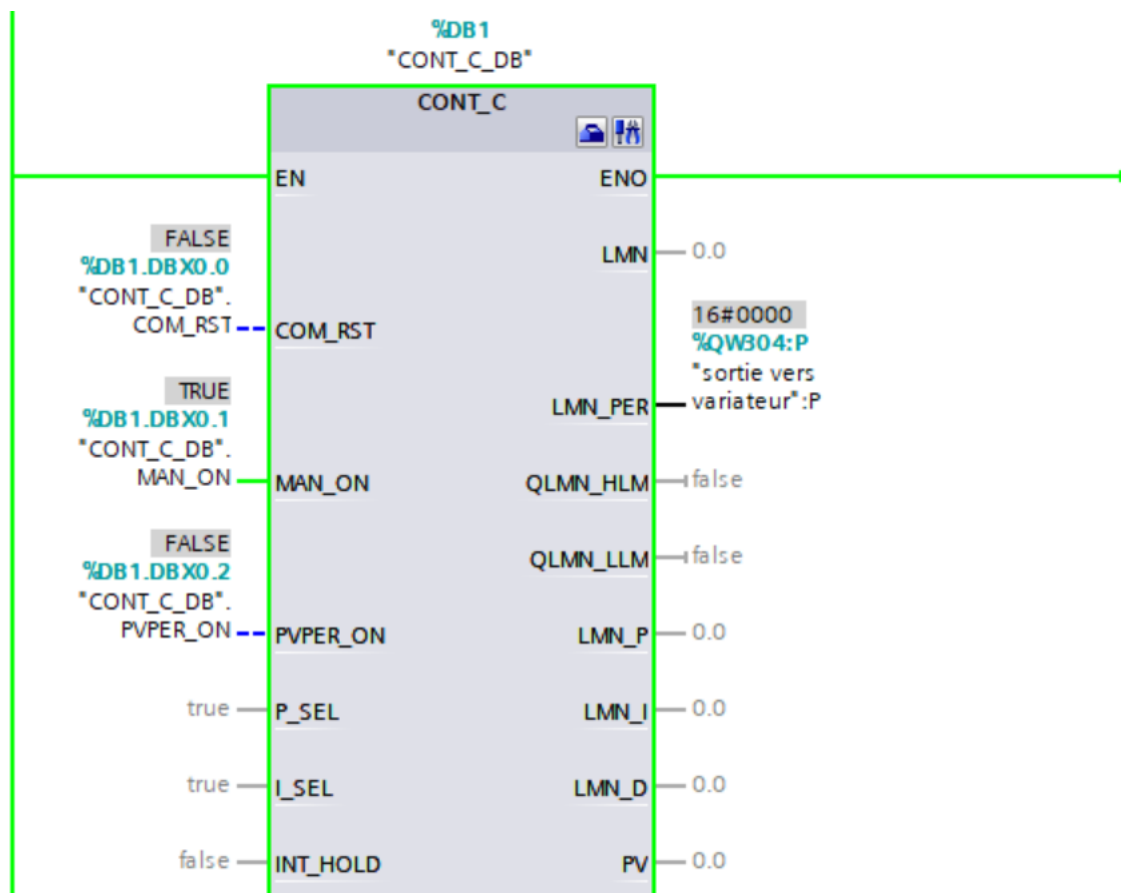 %DB1
"CONT_C_DB"
CONT_C
EN ENO
LMN 0.0
FALSE
%DB1.DBX0.0
"CONT_C_DB".
COM_RST COM_RST
16#0000
%QW304:P
"sortie vers
LMN_PER variateur":P
TRUE
%DB1.DBX0.1
"CONT_C_DB".
MAN_ON MAN_ON QLMN_HLM false
QLMN_LLM false
FALSE
%DB1.DBX0.2
"CONT_C_DB".
PVPER_ON PVPER_ON LMN_P 0.0
true P_SEL LMN_I 0.0
true I_SEL LMN_D 0.0
false INT_HOLD PV 0.0